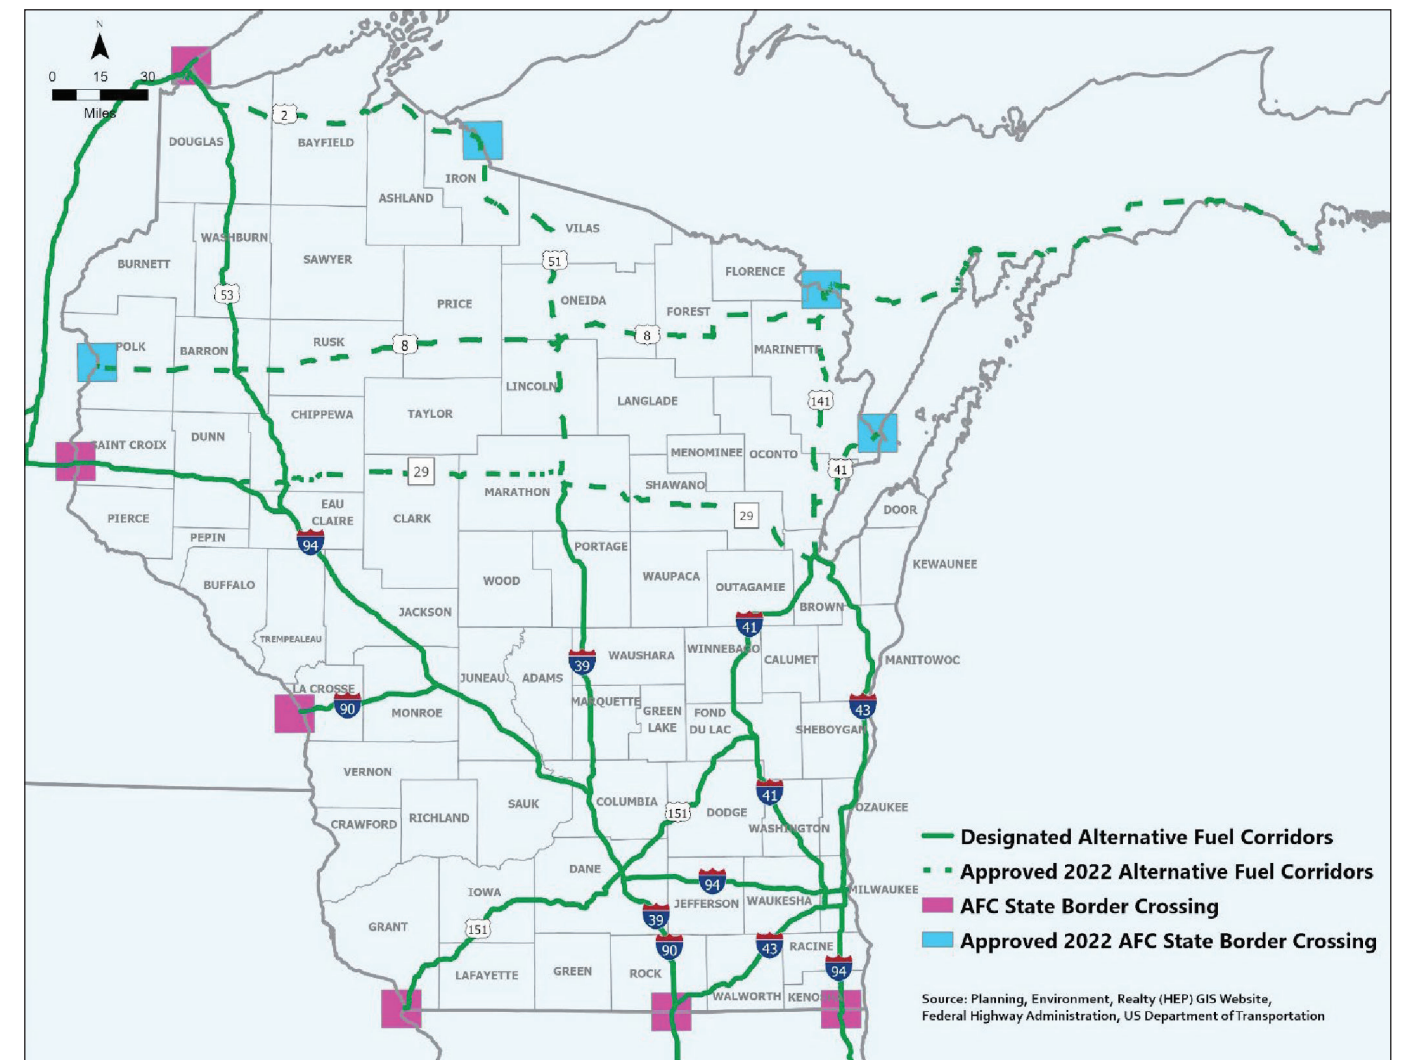 N
0 15 30
Miles
2
DOUGLAS
BAYFIELD
IRON
ASHLAND
VILAS
WASHBURN
SAWYER
BURNETT
51
FLORENCE
53
PRICE
ONEIDA
FOREST
POLK
BARRON
RUSK
8
8
MARINETTE
LINCOLN
141
CHIPPEWA
TAYLOR
LANGLADE
SAINT CROIX
DUNN
MENOMINEE
OCONTO
41
29
MARATHON
SHAWANO
PIERCE
EAU
CLAIRE
CLARK
29
DOOR
PEPIN
94
PORTAGE
KEWAUNEE
BUFFALO
WOOD
WAUPACA
OUTAGAMIE
JACKSON
BROWN
41
TREMPEALEAU
WAUSHARA
WINNEBAGO
CALUMET
MANITOWOC
39
JUNEAU
ADAMS
LA CROSSE
90
MONROE
MARQUETTE
GREEN
LAKE
FOND
DU LAC
43
SHEBOYGAN
VERNON
SAUK
COLUMBIA
151
DODGE
41
OZAUKEE
WASHINGTON
CRAWFORD
RICHLAND
Designated Alternative Fuel Corridors
DANE
Approved 2022 Alternative Fuel Corridors
IOWA
94
JEFFERSON
WAUKESHA
MILWAUKEE
AFC State Border Crossing
GRANT
151
39
90
43
RACINE
Approved 2022 AFC State Border Crossing
LAFAYETTE
GREEN
ROCK
94
WALWORTH
KENOSHA
Source: Planning, Environment, Realty (HEP) GIS Website,
Federal Highway Administration, US Department of Transportation